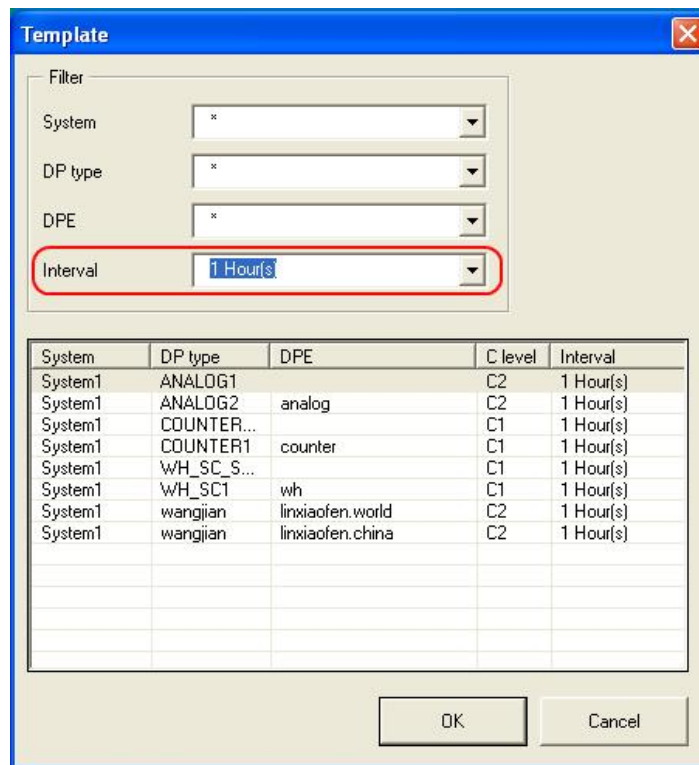 Template
Filter
System *
DP type *
DPE *
Interval 1 Hour(s)
System DP type DPE C level Interval
System1 ANALOG1 C2 1 Hour(s)
System1 ANALOG2 analog C2 1 Hour(s)
System1 COUNTER... C1 1 Hour(s)
System1 COUNTER1 counter C1 1 Hour(s)
System1 WH_SC_S... C1 1 Hour(s)
System1 WH_SC1 wh C1 1 Hour(s)
System1 wangjian linxiaofen.world C2 1 Hour(s)
System1 wangjian linxiaofen.china C2 1 Hour(s)
OK Cancel